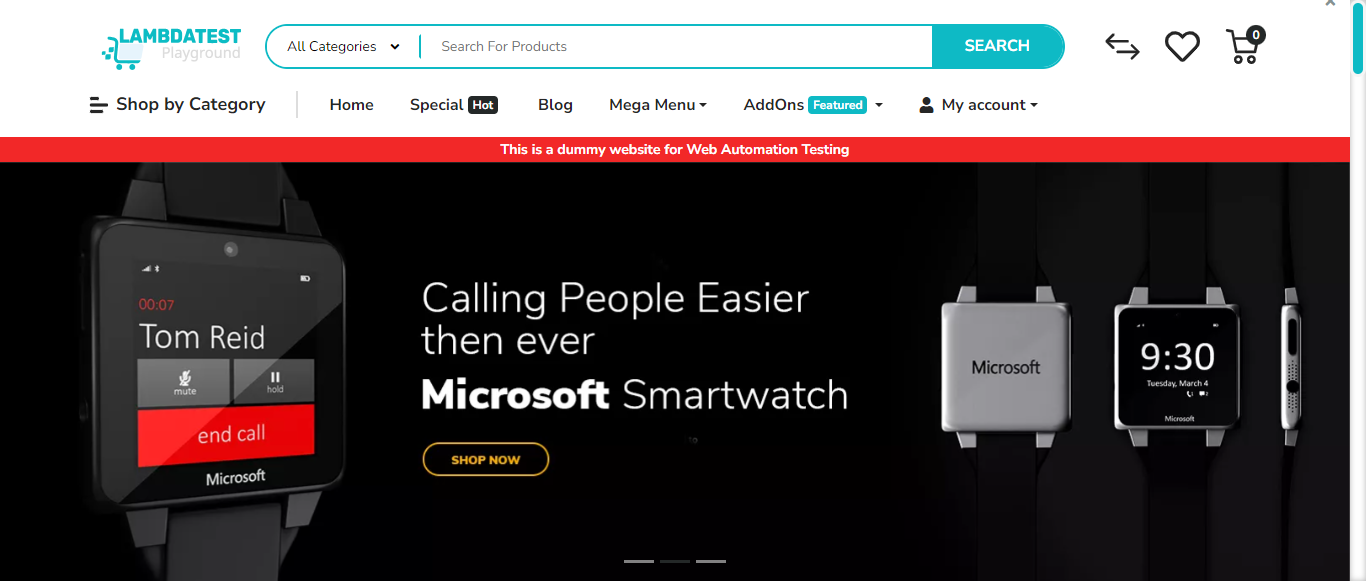 LAMBDATEST
Playground
All Categories
Search For Products
SEARCH
0
Shop by Category
Home
Special Hot
Blog
Mega Menu
AddOns Featured
My account
This is a dummy website for Web Automation Testing
00:07
Tom Reid
mute
hold
end call
Microsoft
Calling People Easier
then ever
Microsoft Smartwatch
SHOP NOW
Microsoft
9:30
Tuesday, March 4
Microsoft